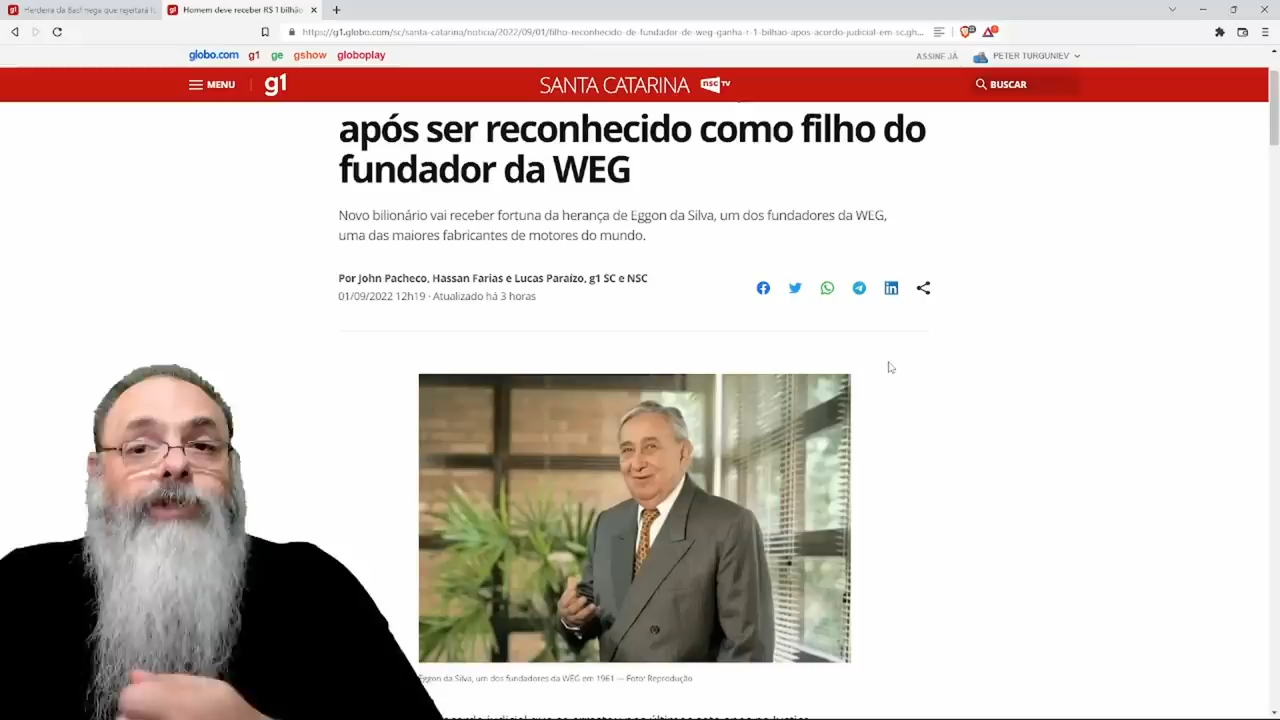 Herdeira da Basf nega que rejeitará
Homem deve receber R$ 1 bilhão
https://g1.globo.com/sc/santa-catarina/noticia/2022/09/01/filho-reconhecido-de-fundador-de-weg-ganha-r-1-bilhao-apos-acordo-judicial-em-sc.gh...
globo.com g1 ge gshow globoplay
ASSINE JÁ PETER TURGUNIEV
MENU g1 SANTA CATARINA nsc TV BUSCAR
após ser reconhecido como filho do
fundador da WEG
Novo bilionário vai receber fortuna da herança de Eggon da Silva, um dos fundadores da WEG,
uma das maiores fabricantes de motores do mundo.
Por John Pacheco, Hassan Farias e Lucas Paraízo, g1 SC e NSC
01/09/2022 12h19 · Atualizado há 3 horas
Eggon da Silva, um dos fundadores da WEG em 1961 — Foto: Reprodução